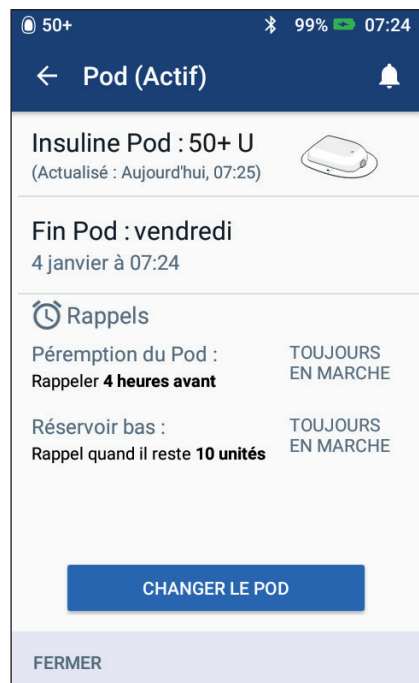 50+ 99% 07:24
Pod (Actif)
Insuline Pod : 50+ U
(Actualisé : Aujourd'hui, 07:25)
Fin Pod : vendredi
4 janvier à 07:24
Rappels
Péremption du Pod : TOUJOURS
Rappeler 4 heures avant EN MARCHE
Réservoir bas : TOUJOURS
Rappel quand il reste 10 unités EN MARCHE
CHANGER LE POD
FERMER